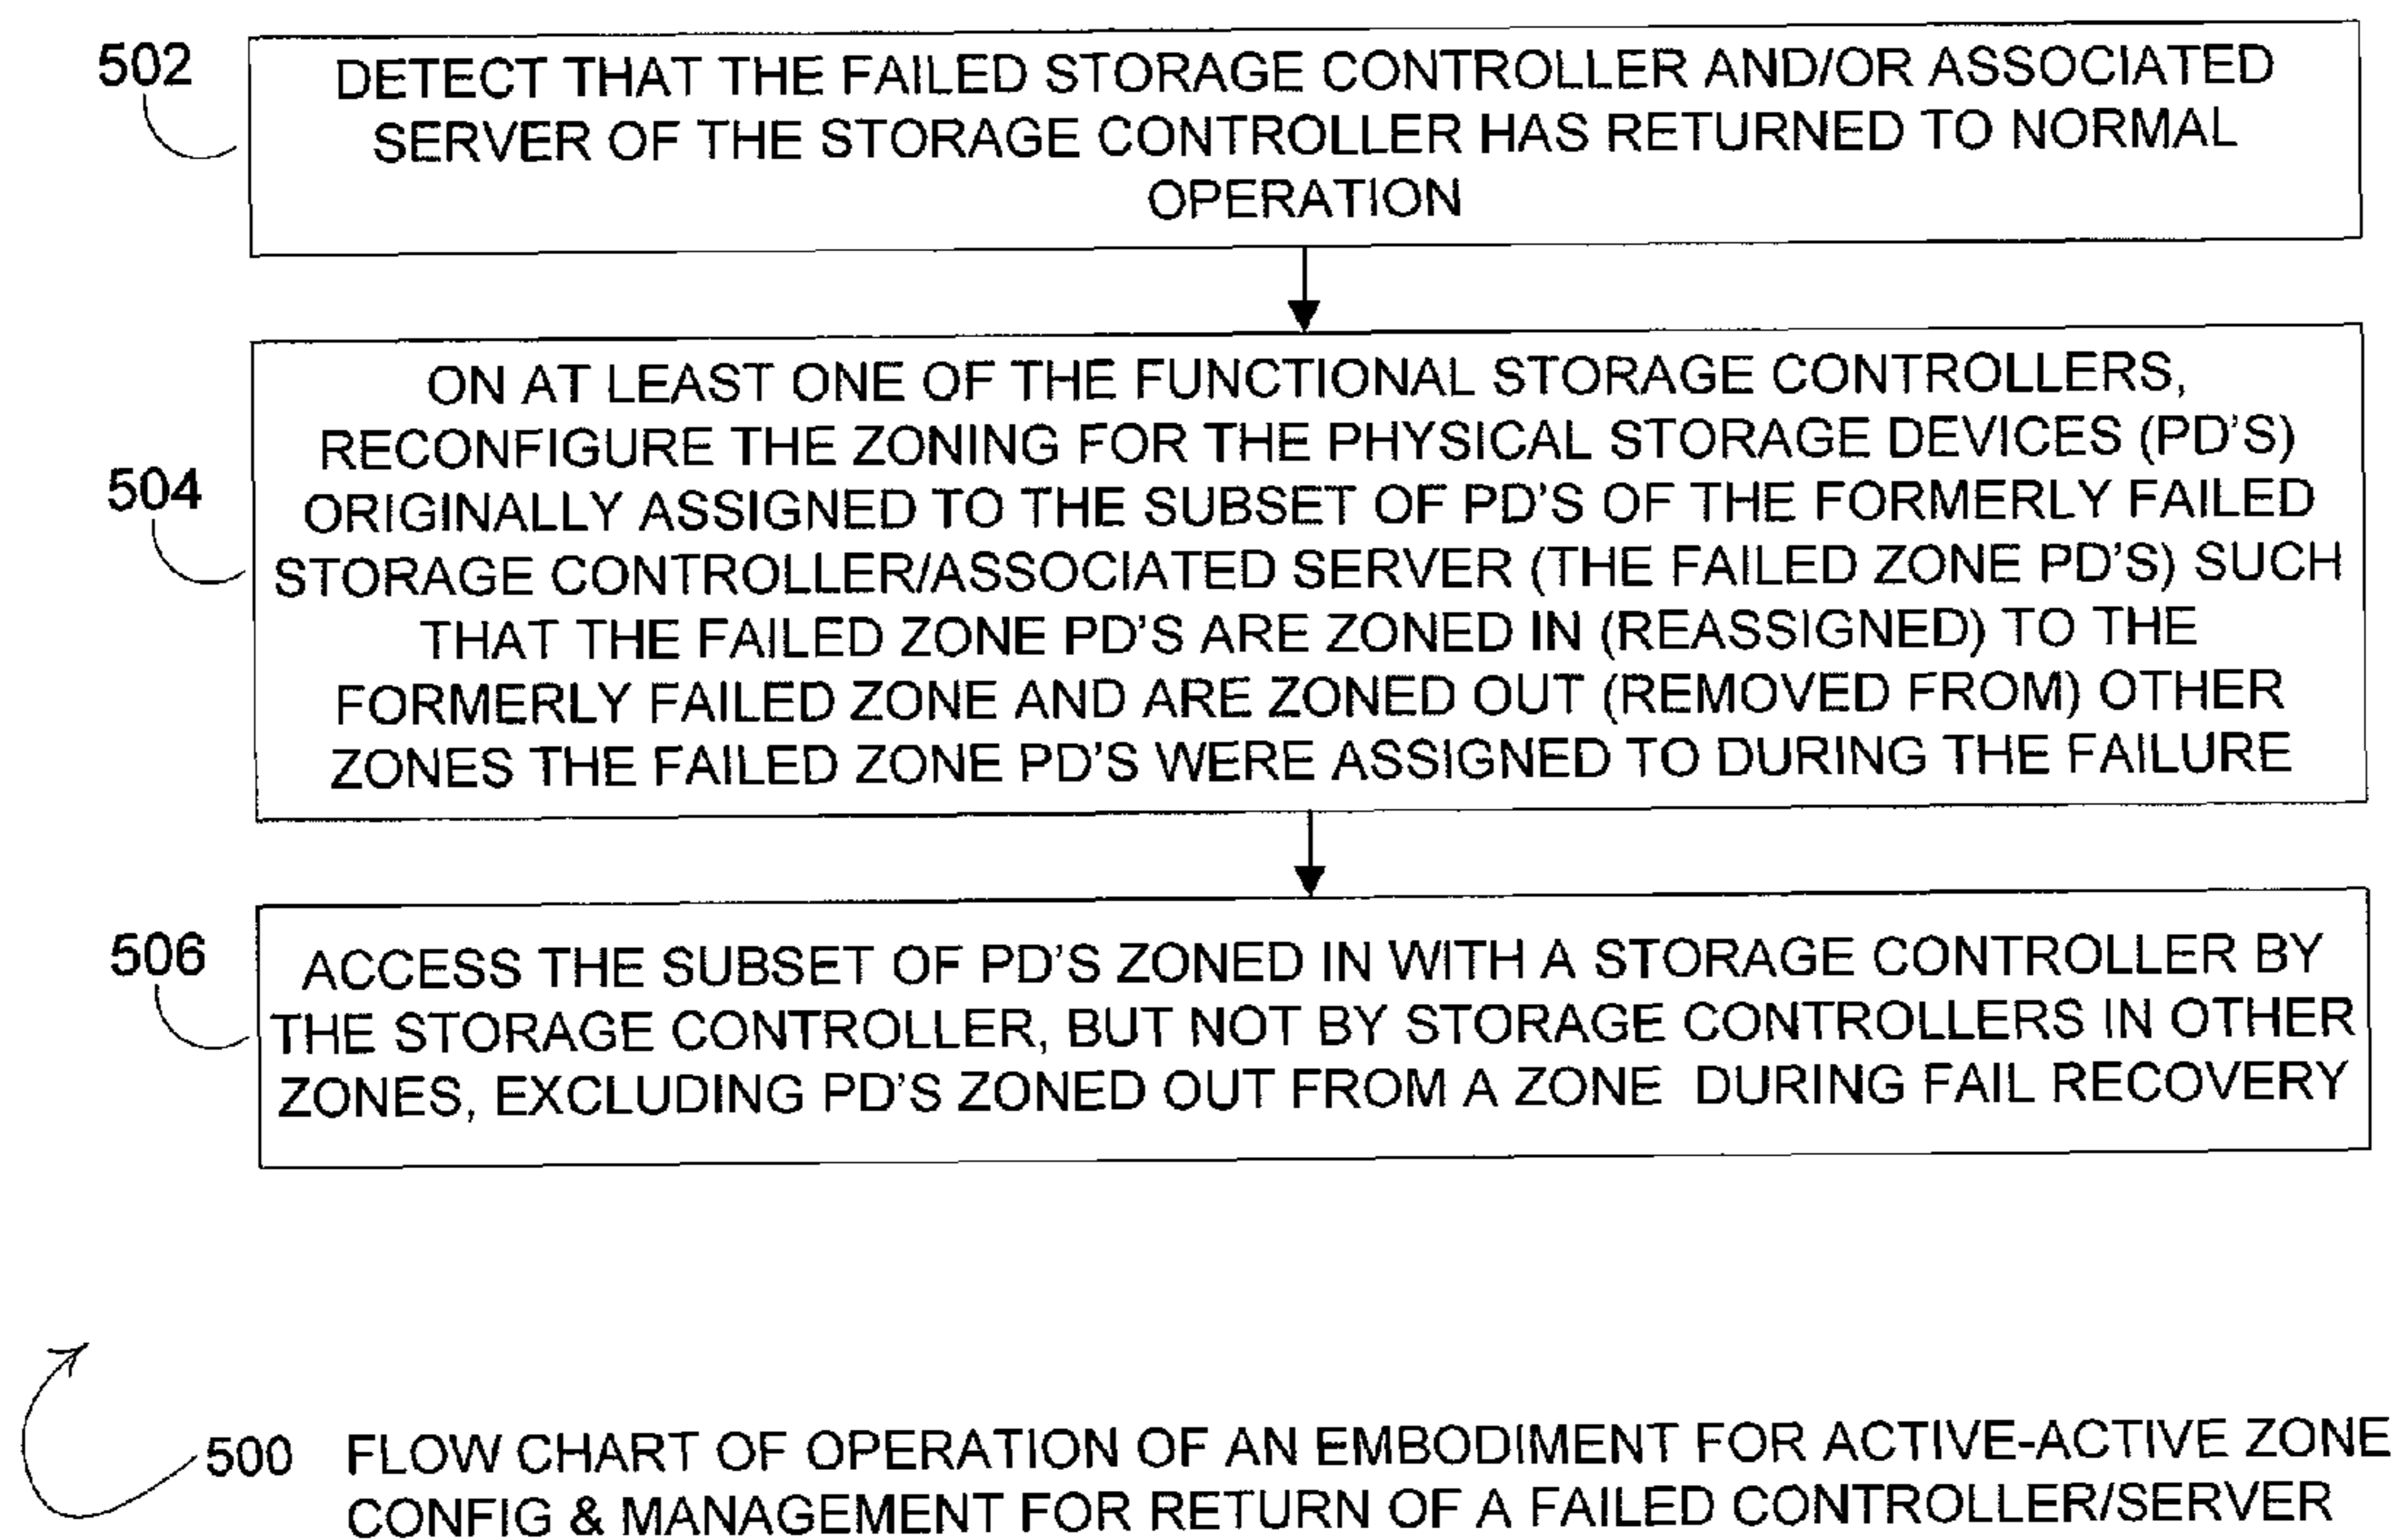 502
DETECT THAT THE FAILED STORAGE CONTROLLER AND/OR ASSOCIATED
SERVER OF THE STORAGE CONTROLLER HAS RETURNED TO NORMAL
OPERATION
504
ON AT LEAST ONE OF THE FUNCTIONAL STORAGE CONTROLLERS,
RECONFIGURE THE ZONING FOR THE PHYSICAL STORAGE DEVICES (PD'S)
ORIGINALLY ASSIGNED TO THE SUBSET OF PD'S OF THE FORMERLY FAILED
STORAGE CONTROLLER/ASSOCIATED SERVER (THE FAILED ZONE PD'S) SUCH
THAT THE FAILED ZONE PD'S ARE ZONED IN (REASSIGNED) TO THE
FORMERLY FAILED ZONE AND ARE ZONED OUT (REMOVED FROM) OTHER
ZONES THE FAILED ZONE PD'S WERE ASSIGNED TO DURING THE FAILURE
506
ACCESS THE SUBSET OF PD'S ZONED IN WITH A STORAGE CONTROLLER BY
THE STORAGE CONTROLLER, BUT NOT BY STORAGE CONTROLLERS IN OTHER
ZONES, EXCLUDING PD'S ZONED OUT FROM A ZONE DURING FAIL RECOVERY
500 FLOW CHART OF OPERATION OF AN EMBODIMENT FOR ACTIVE-ACTIVE ZONE
CONFIG & MANAGEMENT FOR RETURN OF A FAILED CONTROLLER/SERVER